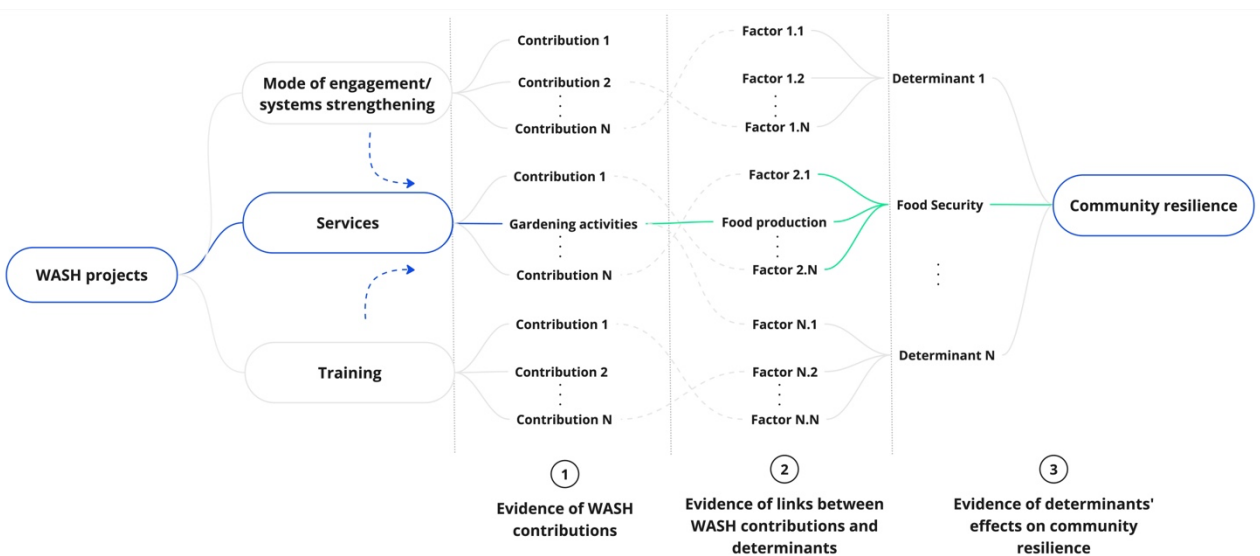 WASH projects
Mode of engagement/
systems strengthening
Services
Training
Contribution 1
Contribution 2
Contribution N
Contribution 1
Gardening activities
Contribution N
Contribution 1
Contribution 2
Contribution N
Factor 1.1
Factor 1.2
Factor 1.N
Factor 2.1
Food production
Factor 2.N
Factor N.1
Factor N.2
Factor N.N
Determinant 1
Food Security
Determinant N
Community resilience
1
Evidence of WASH
contributions
2
Evidence of links between
WASH contributions and
determinants
3
Evidence of determinants'
effects on community
resilience